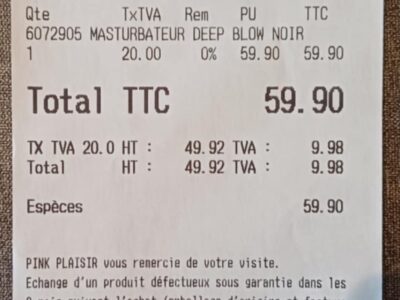 Qte TxTVA Rem PU TTC
6072905 MASTURBATEUR DEEP BLOW NOIR
1 20.00 0% 59.90 59.90
Total TTC 59.90
TX TVA 20.0 HT : 49.92 TVA : 9.98
Total HT : 49.92 TVA : 9.98
Espèces 59.90
PINK PLAISIR vous remercie de votre visite.
Echange d'un produit défectueux sous garantie dans les